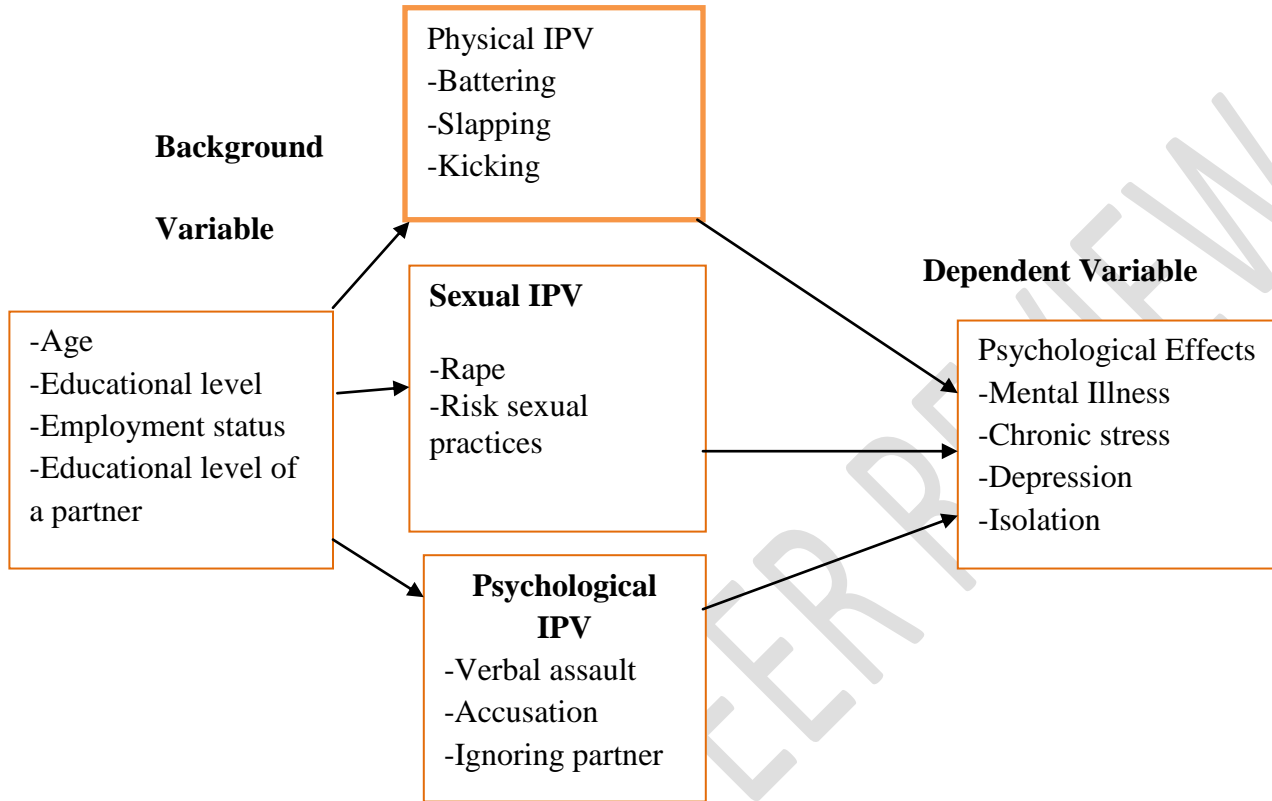 Background
Variable
-Age
-Educational level
-Employment status
-Educational level of
a partner
Physical IPV
-Battering
-Slapping
-Kicking
Sexual IPV
-Rape
-Risk sexual
practices
Psychological
IPV
-Verbal assault
-Accusation
-Ignoring partner
Dependent Variable
Psychological Effects
-Mental Illness
-Chronic stress
-Depression
-Isolation
EER REVIEW